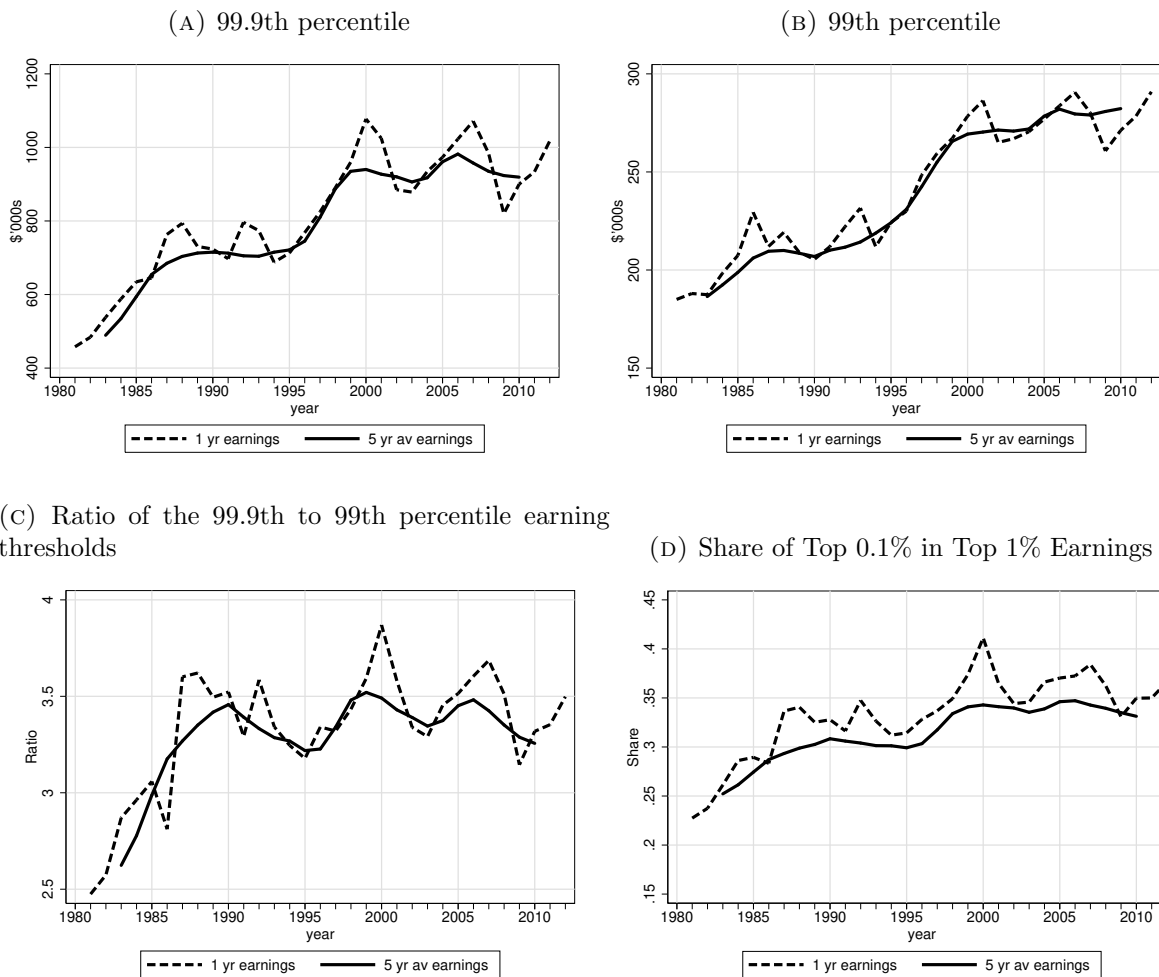 (A) 99.9th percentile
$'000s
1200
1000
800
600
400
1980 1985 1990 1995 2000 2005 2010
year
1 yr earnings 5 yr av earnings
(B) 99th percentile
$'000s
300
250
200
150
1980 1985 1990 1995 2000 2005 2010
year
1 yr earnings 5 yr av earnings
(C) Ratio of the 99.9th to 99th percentile earning
thresholds
Ratio
4
3.5
3
2.5
1980 1985 1990 1995 2000 2005 2010
year
1 yr earnings 5 yr av earnings
(D) Share of Top 0.1% in Top 1% Earnings
Share
.45
.4
.35
.3
.25
.2
.15
1980 1985 1990 1995 2000 2005 2010
year
1 yr earnings 5 yr av earnings